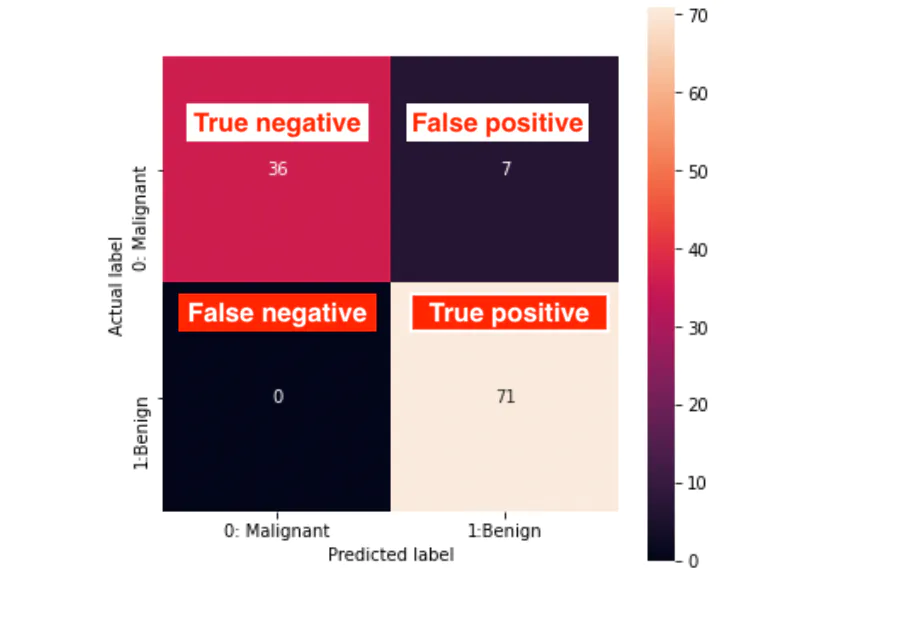 70
True negative False positive
60
36 7
50
0: Malignant
40
Actual label
30
False negative True positive
20
0 71
1:Benign
10
0: Malignant 1:Benign
0
Predicted label